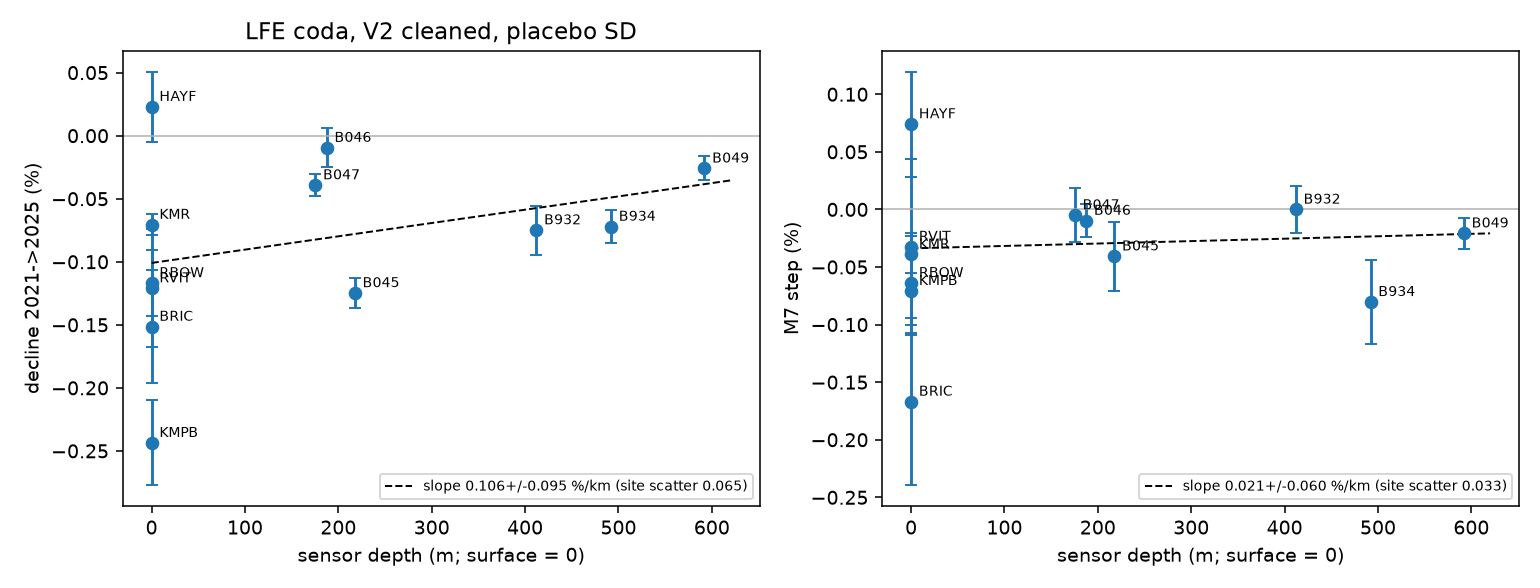 LFE coda, V2 cleaned, placebo SD
decline 2021->2025 (%)
0.05
0.00
−0.05
−0.10
−0.15
−0.20
−0.25
HAYF
B046
B047
B049
KMR
B932
B934
RBOW
RVIT
B045
BRIC
KMPB
slope 0.106+/-0.095 %/km (site scatter 0.065)
0
100
200
300
400
500
600
sensor depth (m; surface = 0)
M7 step (%)
0.10
0.05
0.00
−0.05
−0.10
−0.15
−0.20
−0.25
HAYF
B047
B046
B932
B049
RVIT
KMR
B045
RBOW
KMPB
B934
BRIC
slope 0.021+/-0.060 %/km (site scatter 0.033)
0
100
200
300
400
500
600
sensor depth (m; surface = 0)